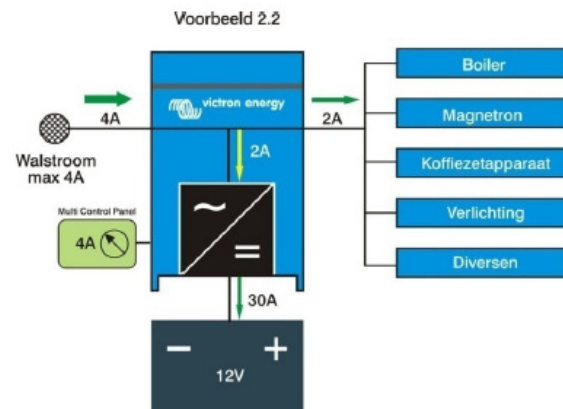 Voorbeeld 2.2
victron energy
4A
2A
Walstroom
max 4A
2A
Multi Control Panel
4A
30A
12V
Boiler
Magnetron
Koffiezetapparaat
Verlichting
Diversen